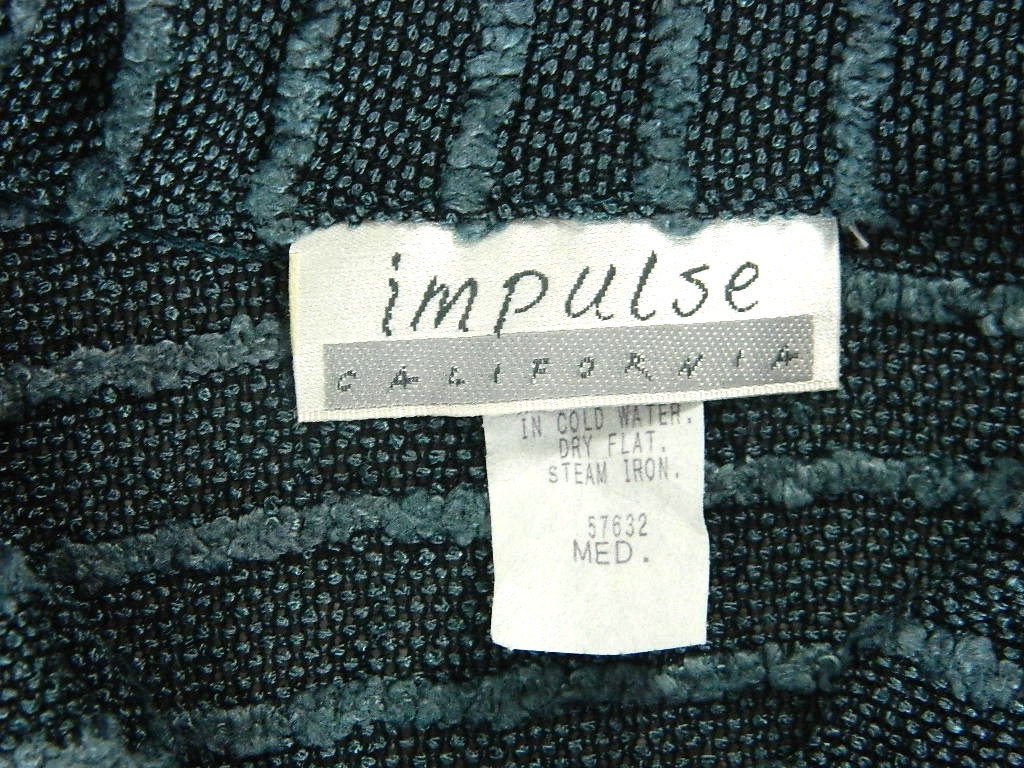 impulse
CALIFORNIA
IN COLD WATER.
DRY FLAT.
STEAM IRON.
57632
MED.